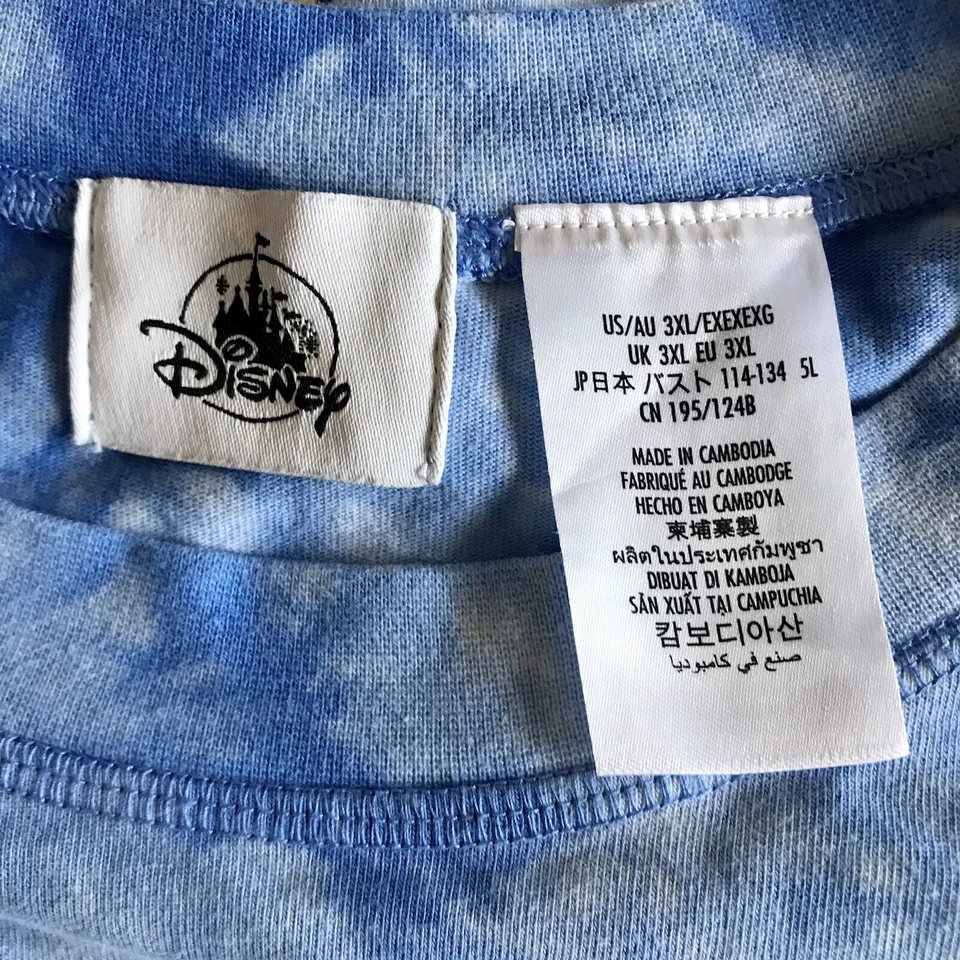 Disney
US/AU 3XL/EXEXEXG
UK 3XL EU 3XL
JP日本 バスト 114-134 5L
CN 195/124B
MADE IN CAMBODIA
FABRIQUÉ AU CAMBODGE
HECHO EN CAMBOYA
柬埔寨製
ผลิตในประเทศกัมพูชา
DIBUAT DI KAMBOJA
SẢN XUẤT TẠI CAMPUCHIA
캄보디아산
صنع في كامبوديا